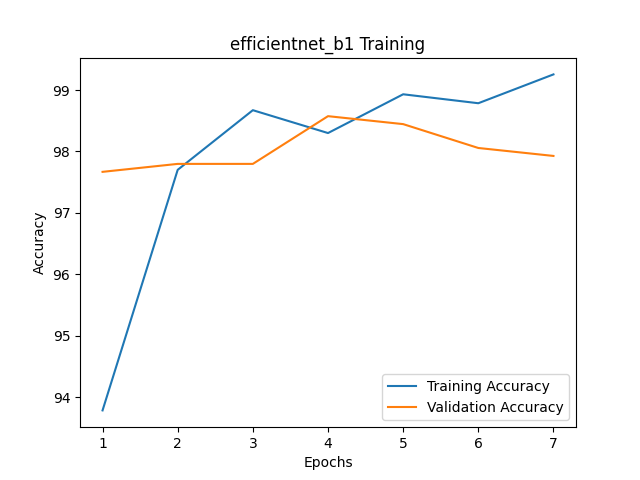 efficientnet_b1 Training
Accuracy
99
98
97
96
95
94
Training Accuracy
Validation Accuracy
1 2 3 4 5 6 7
Epochs